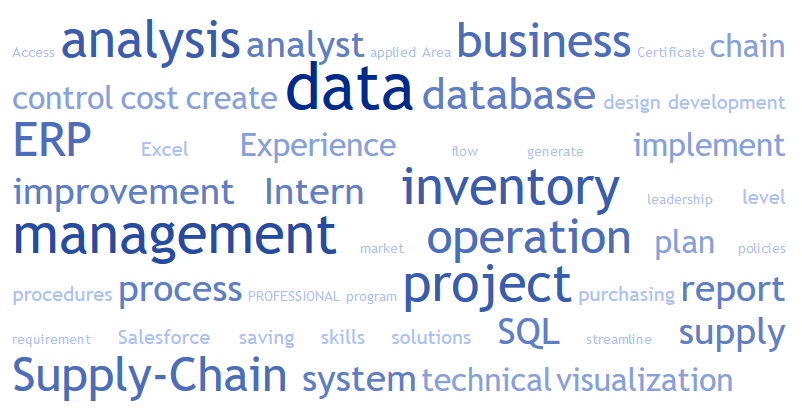 Access analysis analyst applied Area business Certificate chain
control cost create data database design development
ERP Excel Experience flow generate implement
improvement Intern inventory leadership level
management market operation plan policies
procedures process PROFESSIONAL program project purchasing report
requirement Salesforce saving skills solutions SQL streamline supply
Supply-Chain system technical visualization